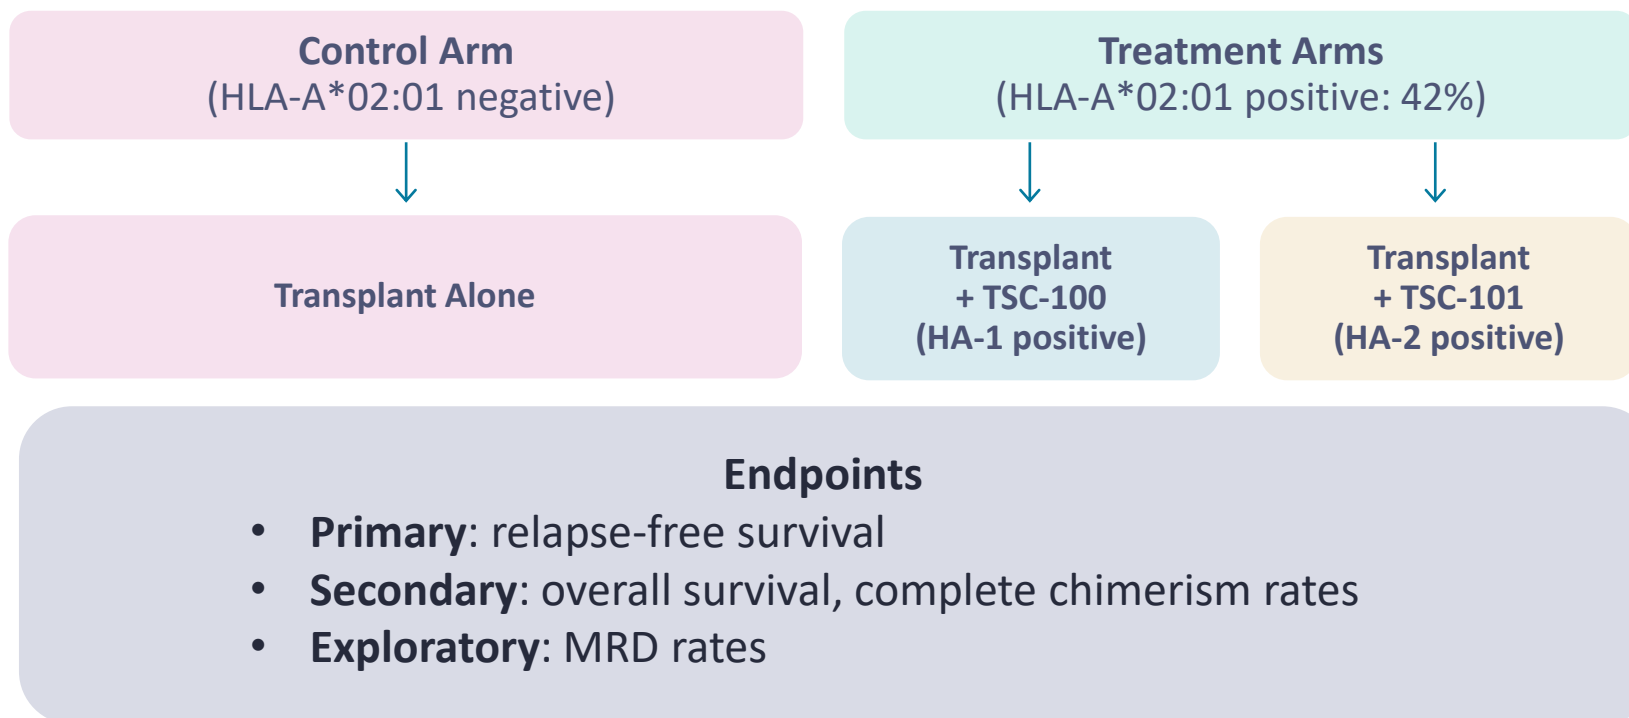 Control Arm
(HLA-A*02:01 negative)
Treatment Arms
(HLA-A*02:01 positive: 42%)
Transplant Alone
Transplant
+ TSC-100
(HA-1 positive)
Transplant
+ TSC-101
(HA-2 positive)
Endpoints
• Primary: relapse-free survival
• Secondary: overall survival, complete chimerism rates
• Exploratory: MRD rates